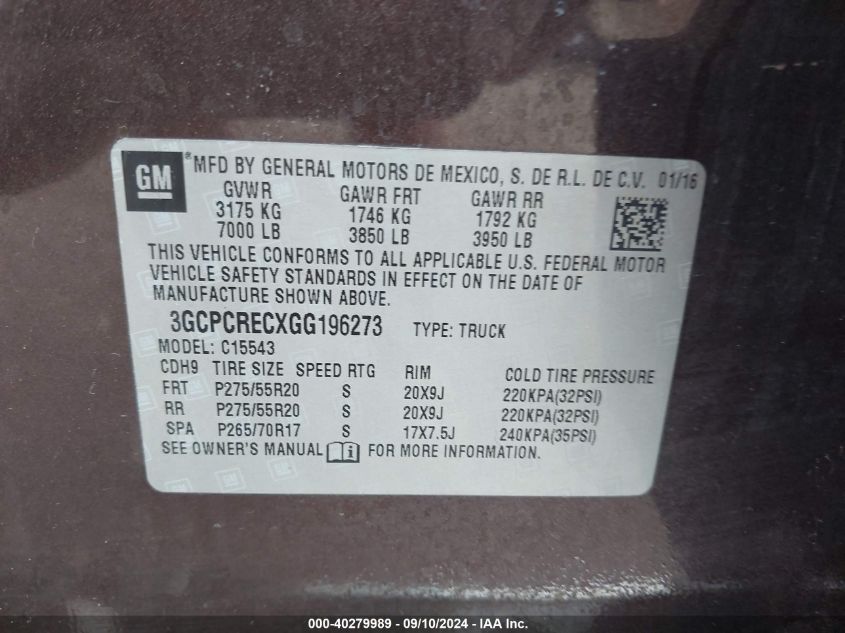 GM
® MFD BY GENERAL MOTORS DE MEXICO, S. DE R.L. DE C.V. 01/16
GVWR GAWR FRT GAWR RR
3175 KG 1746 KG 1792 KG
7000 LB 3850 LB 3950 LB
THIS VEHICLE CONFORMS TO ALL APPLICABLE U.S. FEDERAL MOTOR
VEHICLE SAFETY STANDARDS IN EFFECT ON THE DATE OF
MANUFACTURE SHOWN ABOVE.
3GCPCRECXGG196273 TYPE: TRUCK
MODEL: C15543
CDH9 TIRE SIZE SPEED RTG RIM COLD TIRE PRESSURE
FRT P275/55R20 S 20X9J 220KPA(32PSI)
RR P275/55R20 S 20X9J 220KPA(32PSI)
SPA P265/70R17 S 17X7.5J 240KPA(35PSI)
SEE OWNER'S MANUAL FOR MORE INFORMATION.
000-40279989 - 09/10/2024 - IAA Inc.